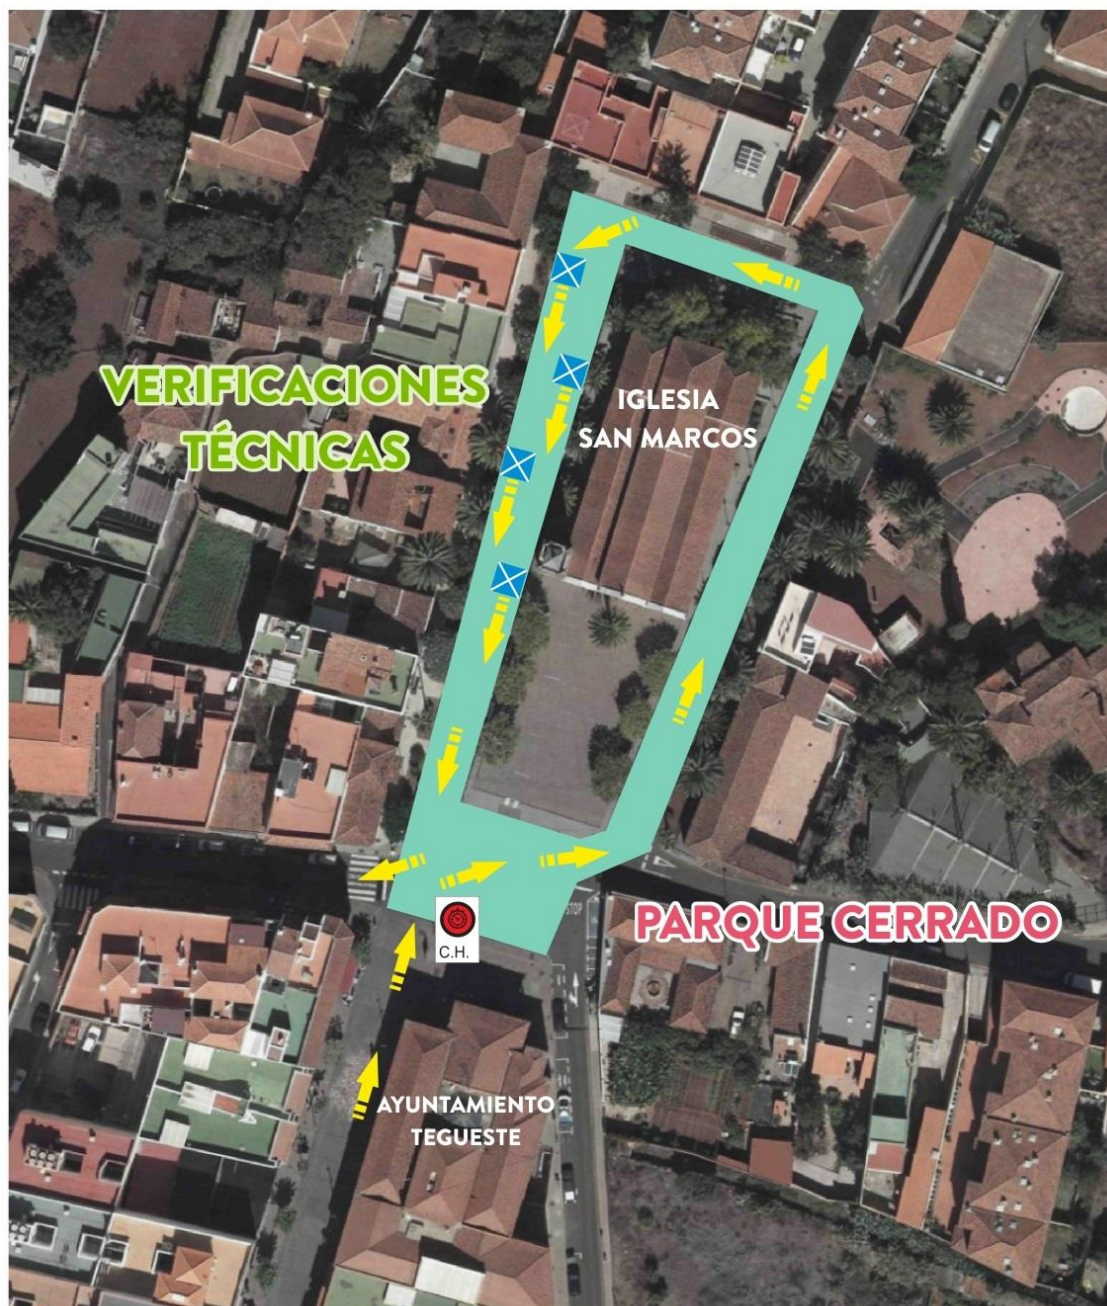 VERIFICACIONES
TÉCNICAS
IGLESIA
SAN MARCOS
STOP
PARQUE CERRADO
C.H.
AYUNTAMIENTO
TEGUESTE